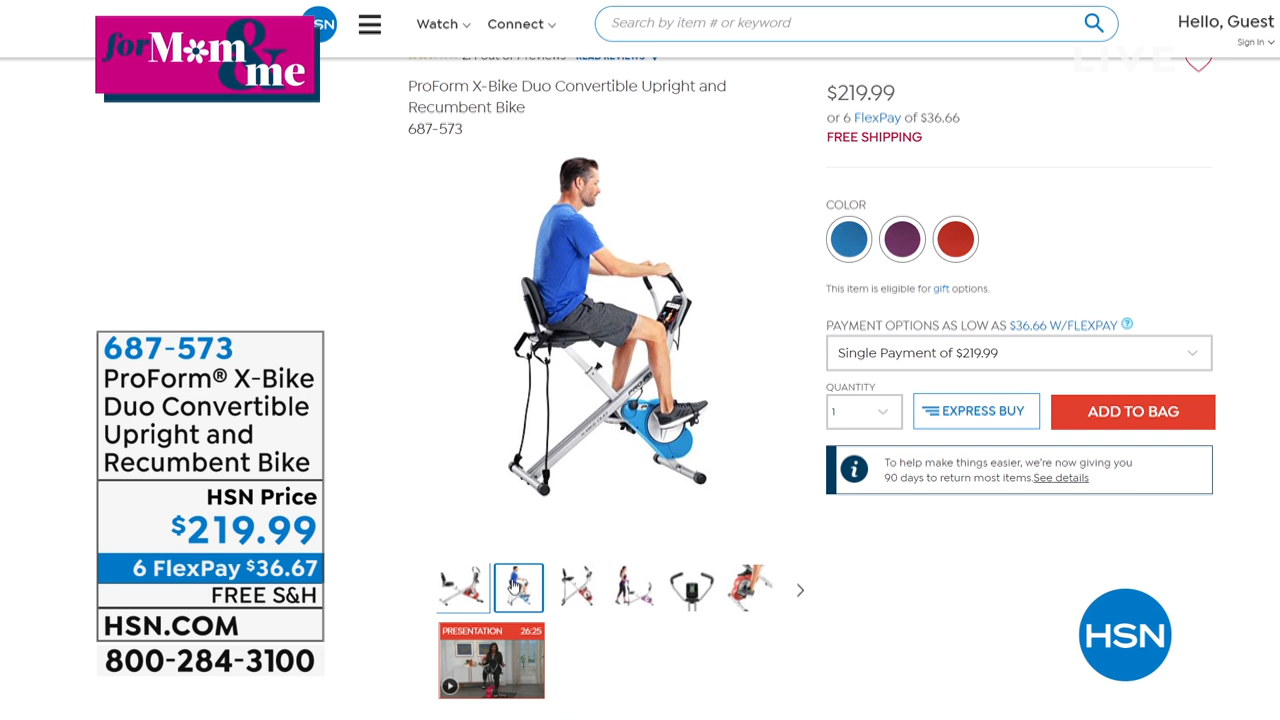 for Mom
&
me
SN
Watch
Connect
Search by item # or keyword
Hello, Guest
Sign In
LIVE
READ REVIEWS
ProForm X-Bike Duo Convertible Upright and
Recumbent Bike
687-573
$219.99
or 6 FlexPay of $36.66
FREE SHIPPING
COLOR
This item is eligible for gift options.
PAYMENT OPTIONS AS LOW AS $36.66 W/FLEXPAY ?
Single Payment of $219.99
QUANTITY
1
EXPRESS BUY
ADD TO BAG
i
To help make things easier, we're now giving you
90 days to return most items.See details
687-573
ProForm® X-Bike
Duo Convertible
Upright and
Recumbent Bike
HSN Price
$219.99
6 FlexPay $36.67
FREE S&H
HSN.COM
800-284-3100
PRESENTATION 26:25
HSN